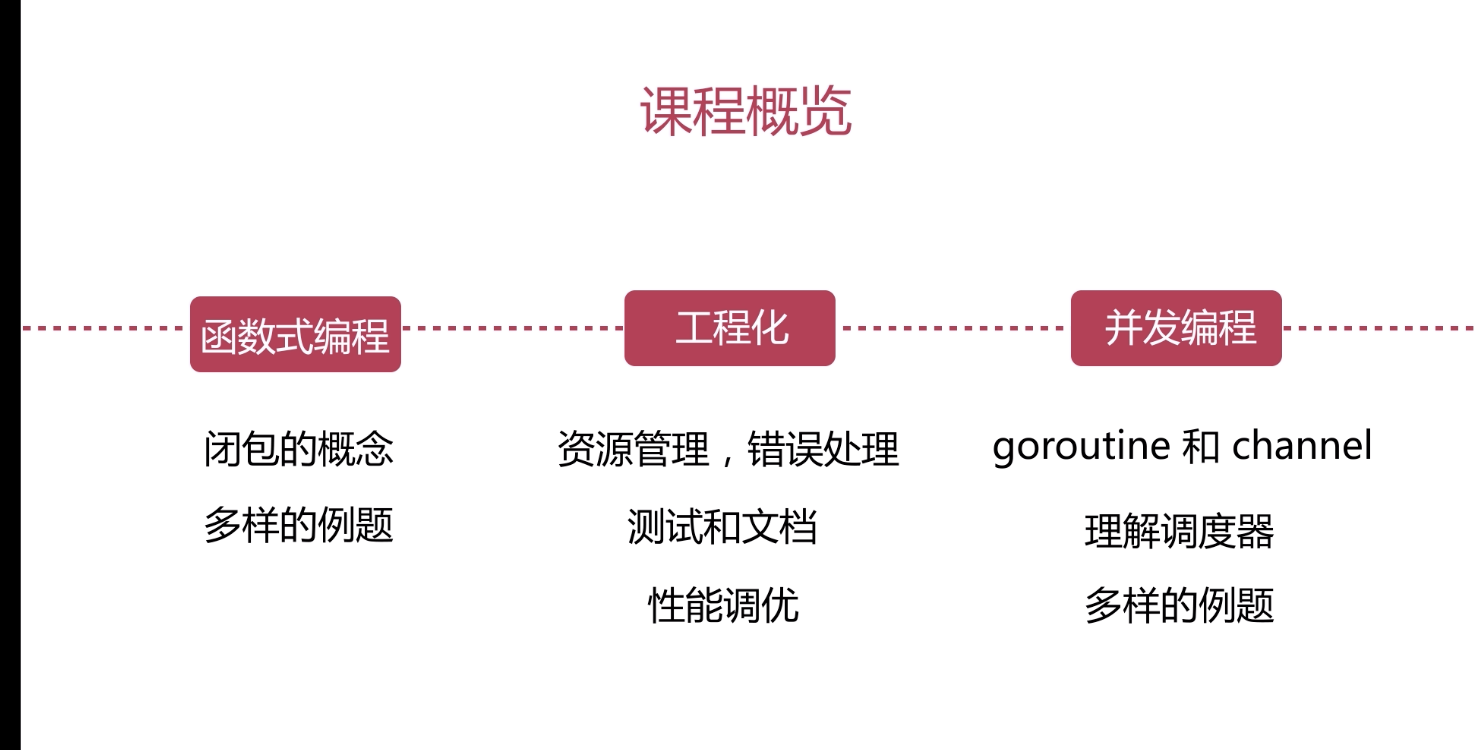 课程概览
函数式编程
闭包的概念
多样的例题
工程化
资源管理，错误处理
测试和文档
性能调优
并发编程
goroutine 和 channel
理解调度器
多样的例题